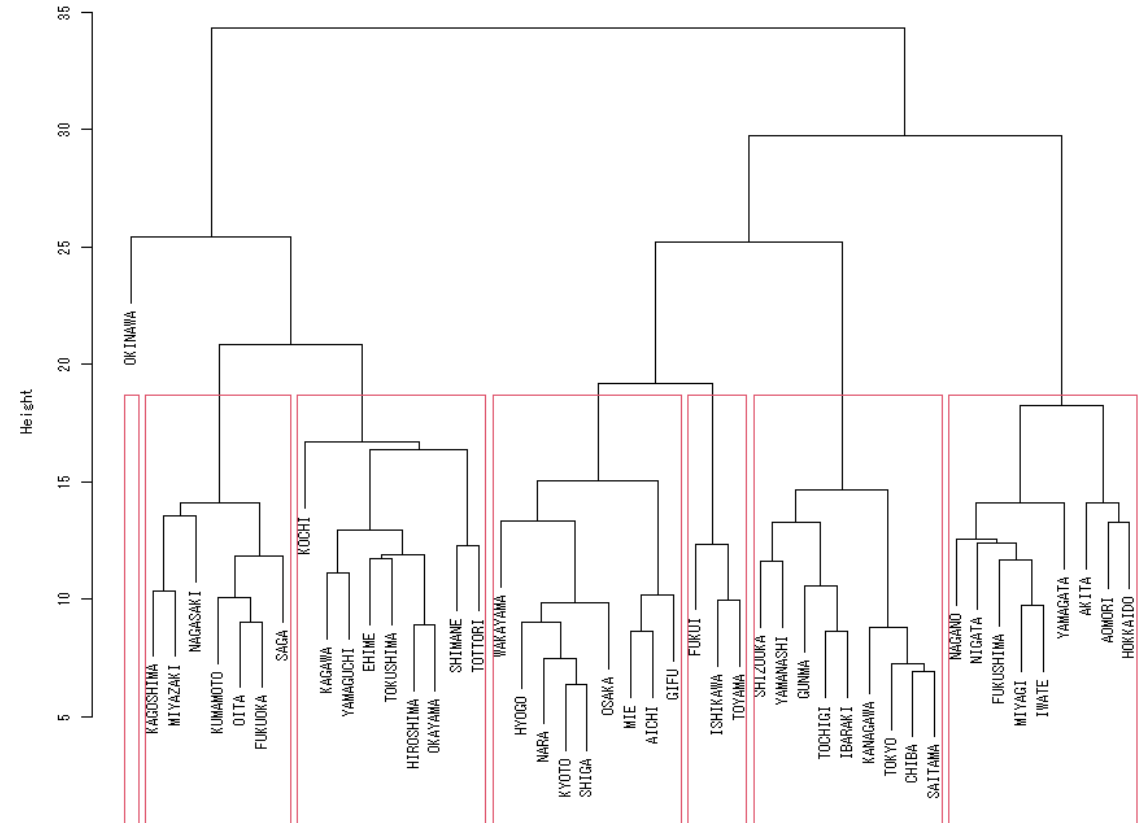 35
30
25
20
15
10
5
Height
OKINAWA
KAGOSHIMA
MIYAZAKI
NAGASAKI
KUMAMOTO
OITA
FUKUOKA
SAGA
KOCHI
KAGAWA
YAMAGUCHI
EHIME
TOKUSHIMA
HIROSHIMA
OKAYAMA
SHIMANE
TOTTORI
WAKAYAMA
HYOGO
NARA
KYOTO
SHIGA
OSAKA
MIE
AICHI
GIFU
FUKUI
ISHIKAWA
TOYAMA
SHIZUOKA
YAMANASHI
GUNMA
TOCHIGI
IBARAKI
KANAGAWA
TOKYO
CHIBA
SAITAMA
NAGANO
NIGATA
FUKUSHIMA
MIYAGI
IWATE
YAMAGATA
AKITA
AOMORI
HOKKAIDO